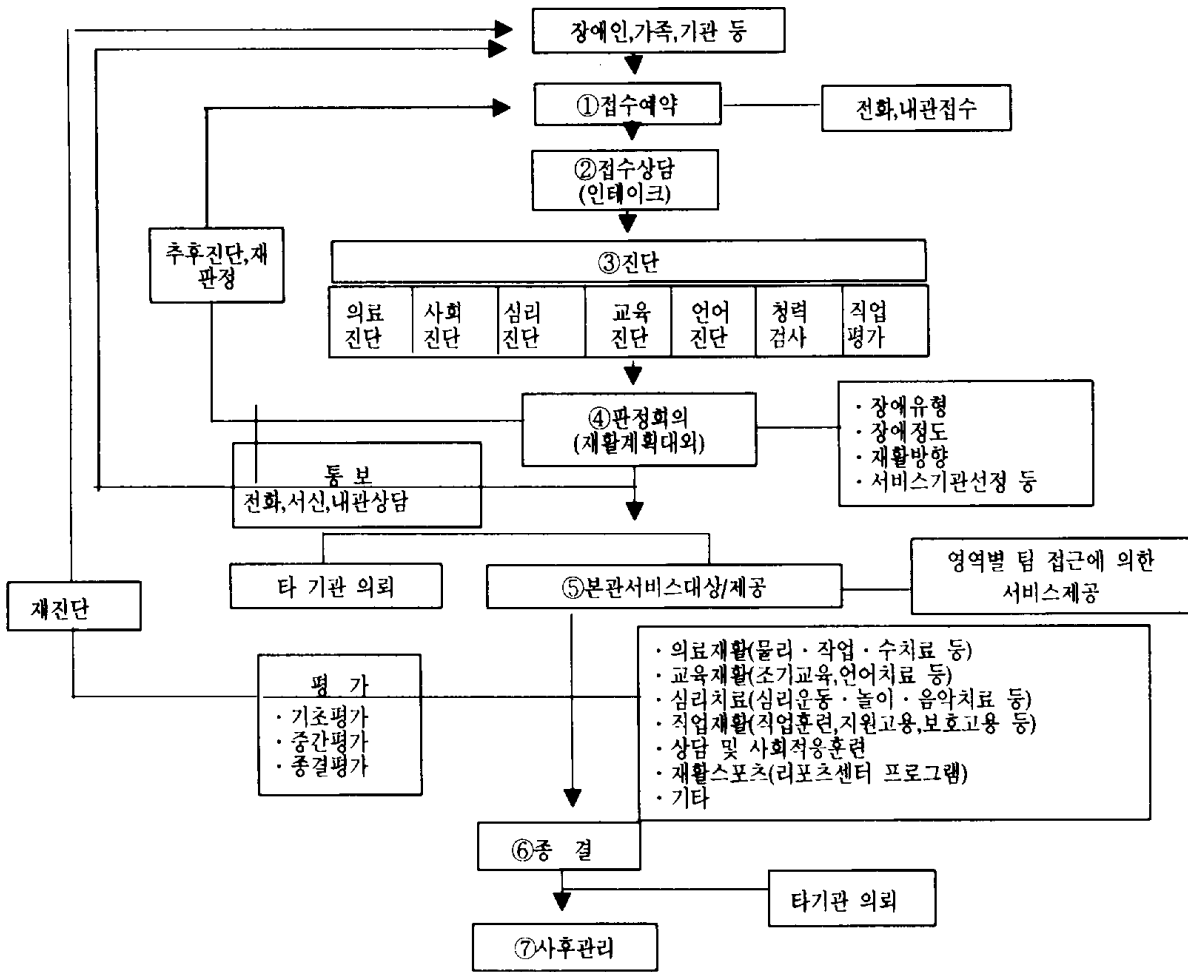 장애인,가족,기관 등
①접수예약
전화,내관접수
②접수상담
(인테이크)
추후진단,재
판정
③진단
의료
진단
사회
진단
심리
진단
교육
진단
언어
진단
청력
검사
직업
평가
④판정회의
(재활계획대외)
· 장애유형
· 장애정도
· 재활방향
· 서비스기관선정 등
통 보
전화,서신,내관상담
타 기관 의뢰
⑤본관서비스대상/제공
영역별 팀 접근에 의한
서비스제공
재진단
평 가
· 기초평가
· 중간평가
· 종결평가
· 의료재활(물리 · 작업 · 수치료 등)
· 교육재활(조기교육,언어치료 등)
· 심리치료(심리운동 · 놀이 · 음악치료 등)
· 직업재활(직업훈련,지원고용,보호고용 등)
· 상담 및 사회적응훈련
· 재활스포츠(리포츠센터 프로그램)
· 기타
⑥종 결
타기관 의뢰
⑦사후관리